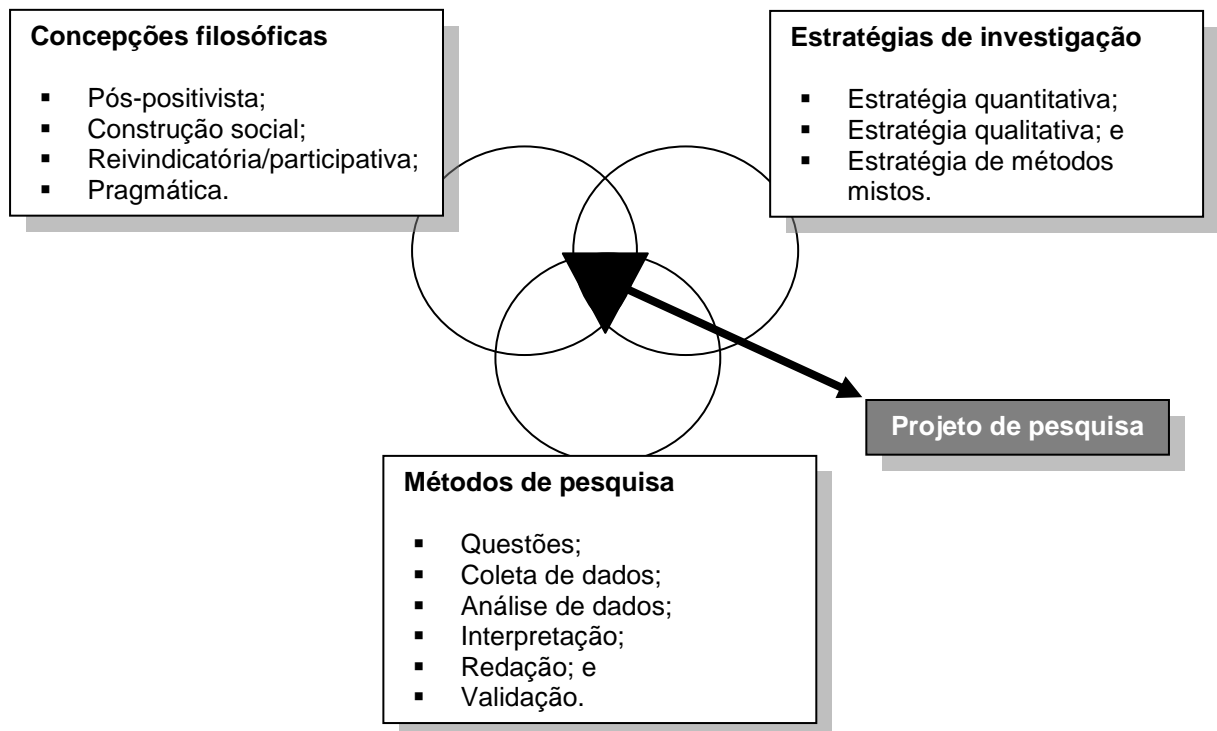 Concepções filosóficas
▪ Pós-positivista;
▪ Construção social;
▪ Reivindicatória/participativa;
▪ Pragmática.
Estratégias de investigação
▪ Estratégia quantitativa;
▪ Estratégia qualitativa; e
▪ Estratégia de métodos
mistos.
Projeto de pesquisa
Métodos de pesquisa
▪ Questões;
▪ Coleta de dados;
▪ Análise de dados;
▪ Interpretação;
▪ Redação; e
▪ Validação.